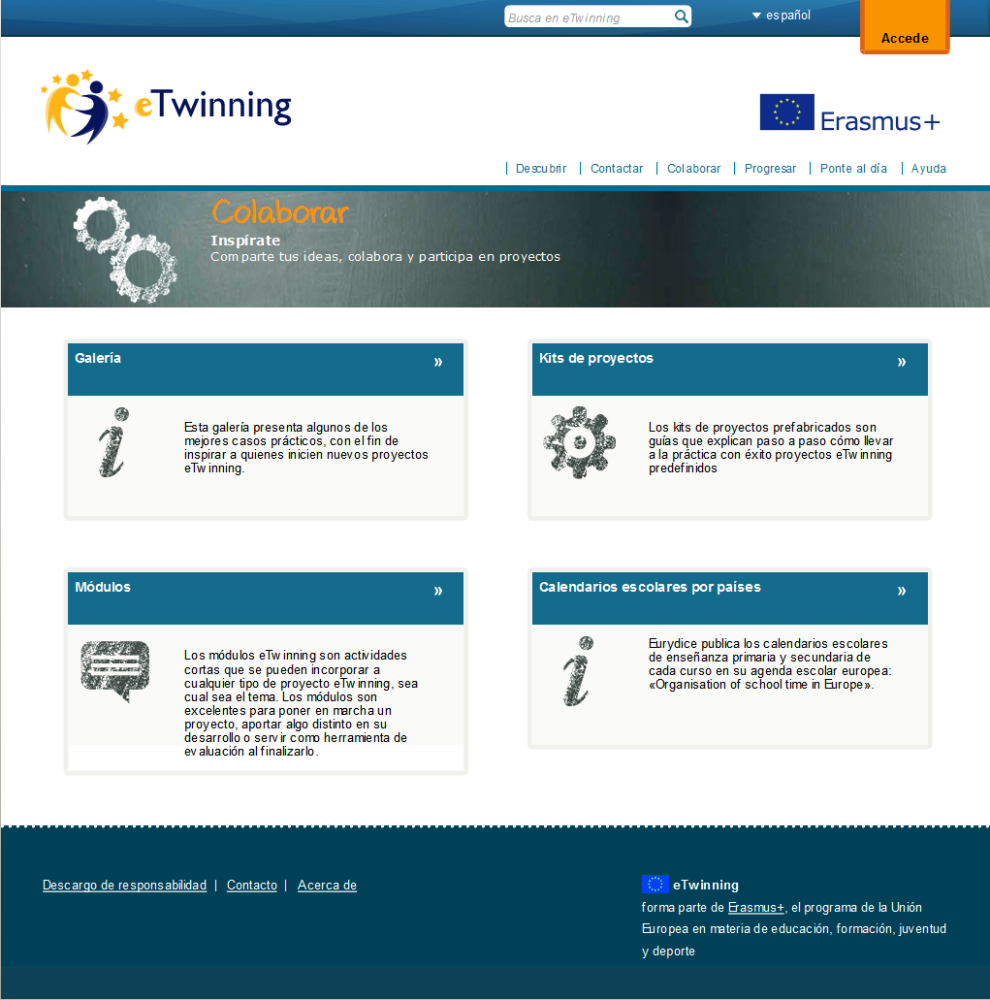 Busca en eTwinning
español
Accede
eTwinning
Erasmus+
Descubrir | Contactar | Colaborar | Progresar | Ponte al día | Ayuda
Colaborar
Inspírate
Comparte tus ideas, colabora y participa en proyectos
Galería »
Esta galería presenta algunos de los
mejores casos prácticos, con el fin de
inspirar a quienes inicien nuevos proyectos
eTwinning.
Kits de proyectos »
Los kits de proyectos prefabricados son
guías que explican paso a paso cómo llevar
a la práctica con éxito proyectos eTwinning
predefinidos
Módulos »
Los módulos eTwinning son actividades
cortas que se pueden incorporar a
cualquier tipo de proyecto eTwinning, sea
cual sea el tema. Los módulos son
excelentes para poner en marcha un
proyecto, aportar algo distinto en su
desarrollo o servir como herramienta de
evaluación al finalizarlo.
Calendarios escolares por países »
Eurydice publica los calendarios escolares
de enseñanza primaria y secundaria de
cada curso en su agenda escolar europea:
«Organisation of school time in Europe».
Descargo de responsabilidad | Contacto | Acerca de
eTwinning
forma parte de Erasmus+, el programa de la Unión
Europea en materia de educación, formación, juventud
y deporte